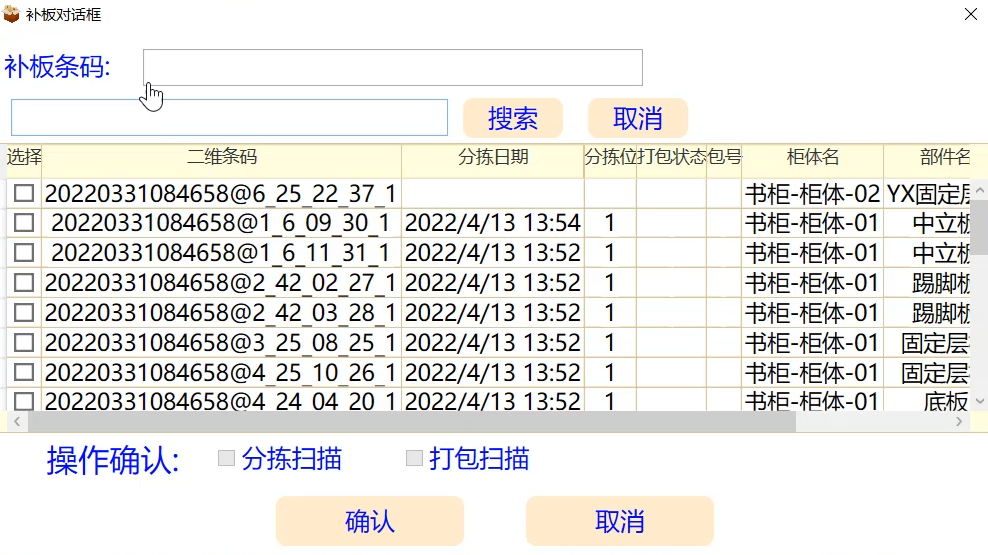 补板对话框
补板条码:
搜索 取消
选择 二维条码 分拣日期 分拣位 打包状态 包号 柜体名 部件名
20220331084658@6_25_22_37_1 书柜-柜体-02 YX固定层
20220331084658@1_6_09_30_1 2022/4/13 13:54 1 书柜-柜体-01 中立板
20220331084658@1_6_11_31_1 2022/4/13 13:52 1 书柜-柜体-01 中立板
20220331084658@2_42_02_27_1 2022/4/13 13:52 1 书柜-柜体-01 踢脚板
20220331084658@2_42_03_28_1 2022/4/13 13:52 1 书柜-柜体-01 踢脚板
20220331084658@3_25_08_25_1 2022/4/13 13:52 1 书柜-柜体-01 固定层
20220331084658@4_25_10_26_1 2022/4/13 13:52 1 书柜-柜体-01 固定层
20220331084658@4_24_04_20_1 2022/4/13 13:52 1 书柜-柜体-01 底板
操作确认: 分拣扫描 打包扫描
确认 取消